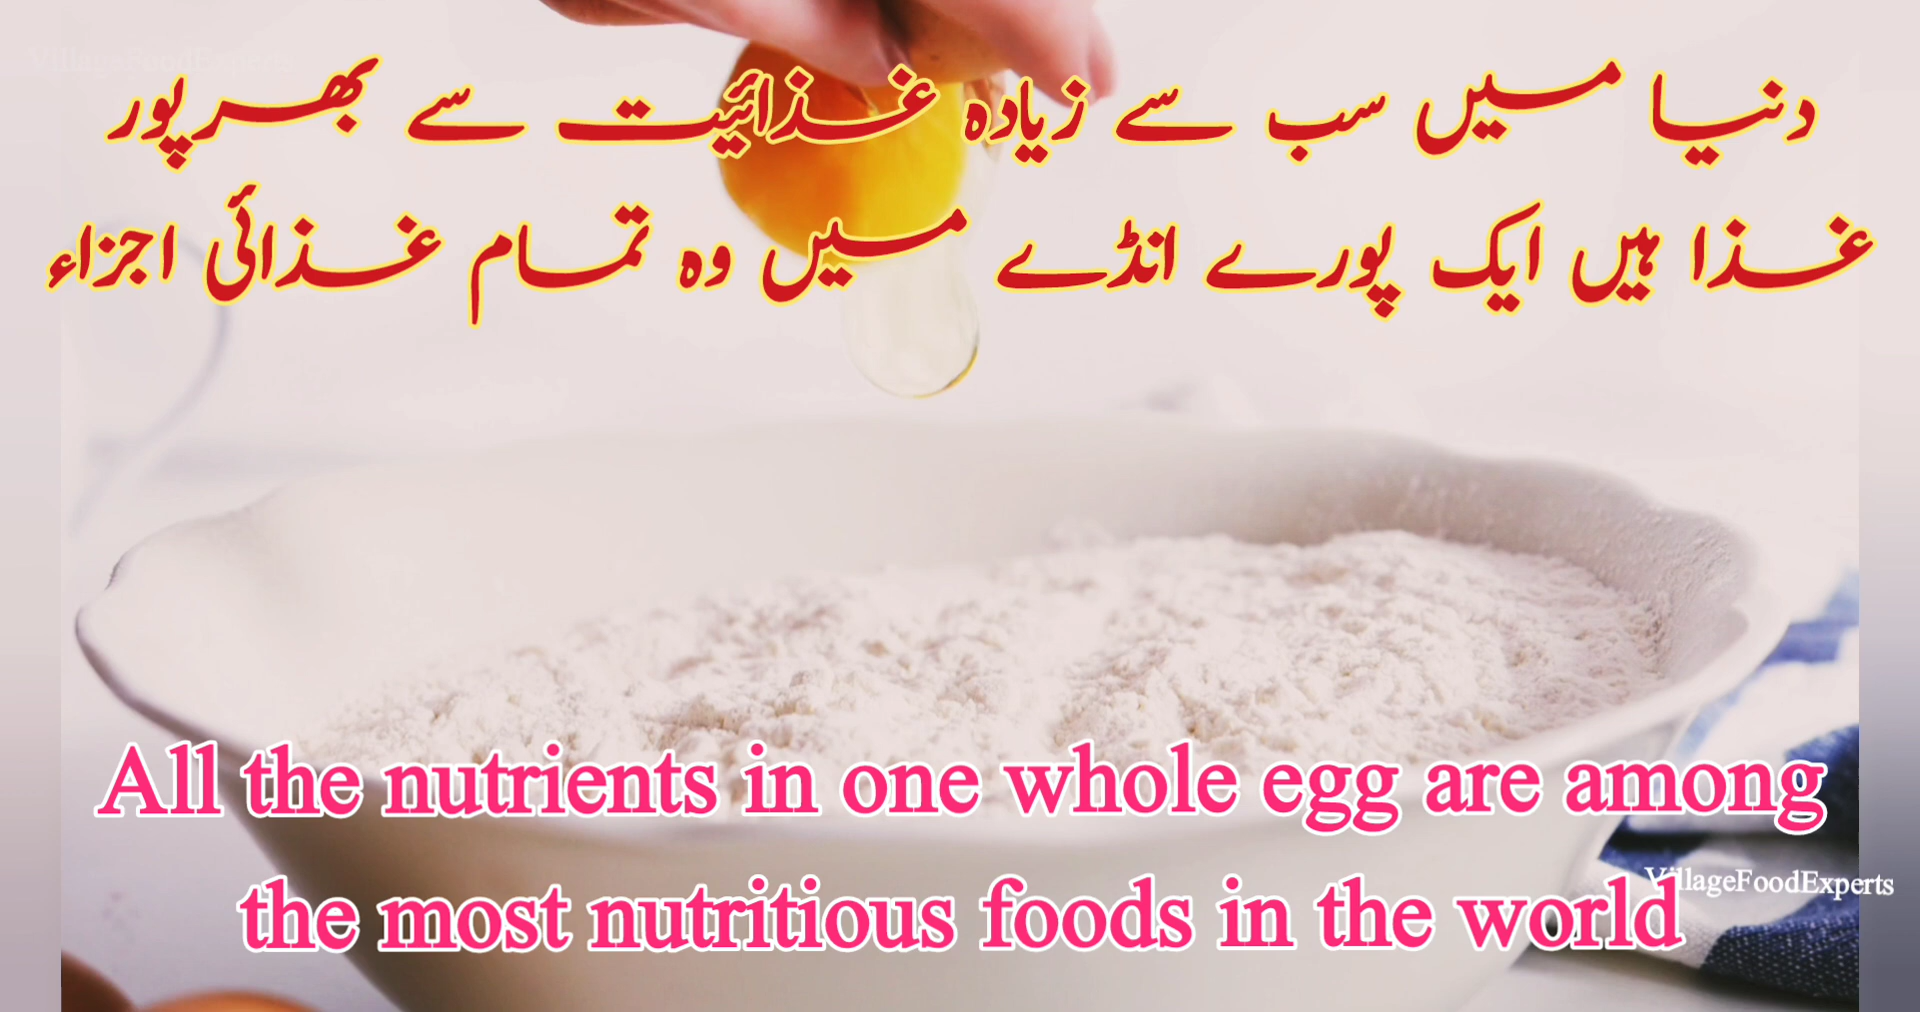 دنیا میں سب سے زیادہ غذائیت سے بھرپور
غذا ہیں ایک پورے انڈے میں وہ تمام غذائی اجزاء
All the nutrients in one whole egg are among
the most nutritious foods in the world
VillageFoodExperts
VillageFoodExperts